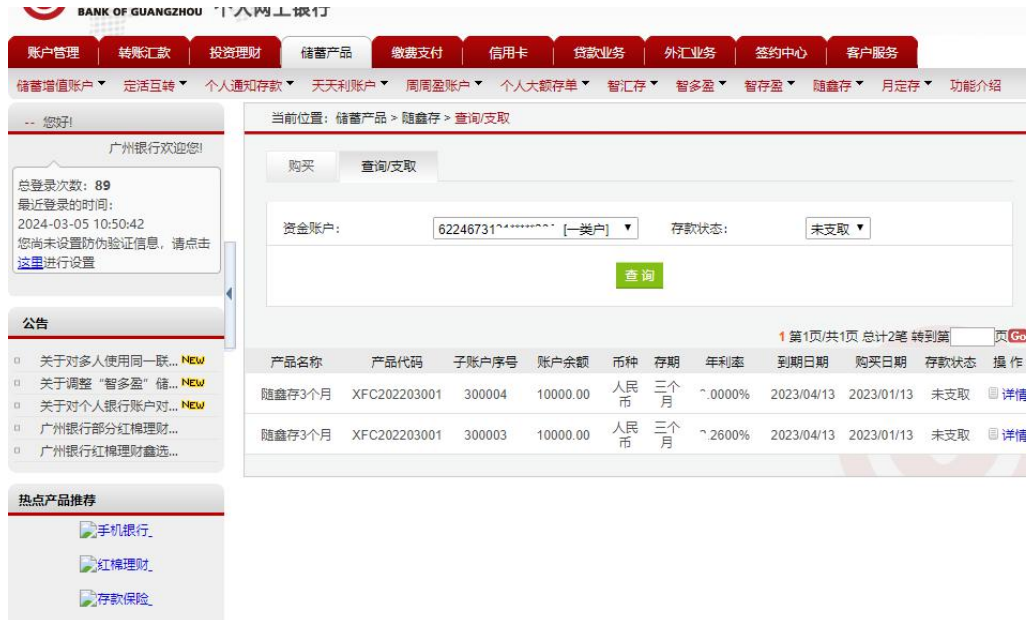 BANK OF GUANGZHOU 个人网上银行
账户管理 转账汇款 投资理财 储蓄产品 缴费支付 信用卡 贷款业务 外汇业务 签约中心 客户服务
储蓄增值账户 定活互转 个人通知存款 天天利账户 周周盈账户 个人大额存单 智汇存 智多盈 智存盈 随鑫存 月定存 功能介绍
-- 您好!
广州银行欢迎您!
总登录次数: 89
最近登录的时间:
2024-03-05 10:50:42
您尚未设置防伪验证信息, 请点击
这里进行设置
公告
关于对多人使用同一联... NEW
关于调整“智多盈”储... NEW
关于对个人银行账户对... NEW
广州银行部分红棉理财...
广州银行红棉理财鑫选...
热点产品推荐
手机银行_
红棉理财_
存款保险_
当前位置: 储蓄产品 > 随鑫存 > 查询/支取
购买 查询/支取
资金账户: [一类户] 存款状态: 未支取
查 询
1 第1页/共1页 总计2笔 转到第 页 Go
产品名称 产品代码 子账户序号 账户余额 币种 存期 年利率 到期日期 购买日期 存款状态 操作
随鑫存3个月 XFC202203001 300004 10000.00 人民币 三个月 .0000% 2023/04/13 2023/01/13 未支取 详情
随鑫存3个月 XFC202203001 300003 10000.00 人民币 三个月 .2600% 2023/04/13 2023/01/13 未支取 详情